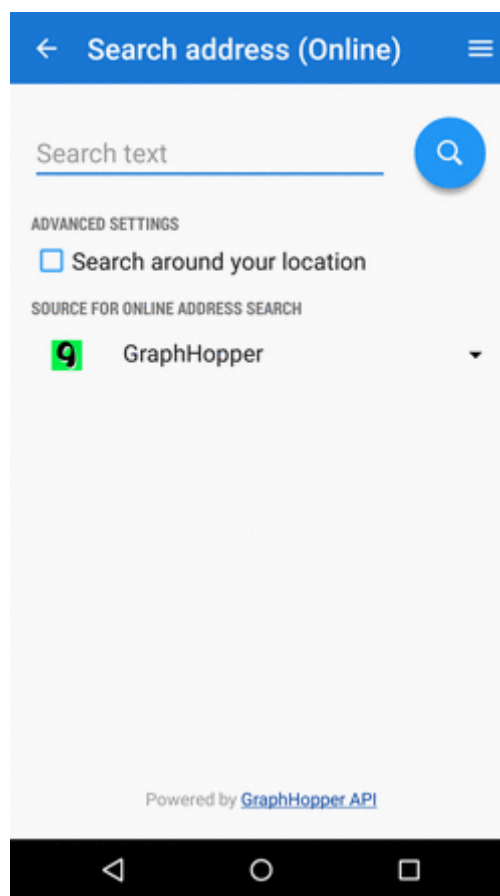 Search address (Online)
Search text
ADVANCED SETTINGS
Search around your location
SOURCE FOR ONLINE ADDRESS SEARCH
GraphHopper
Powered by GraphHopper API